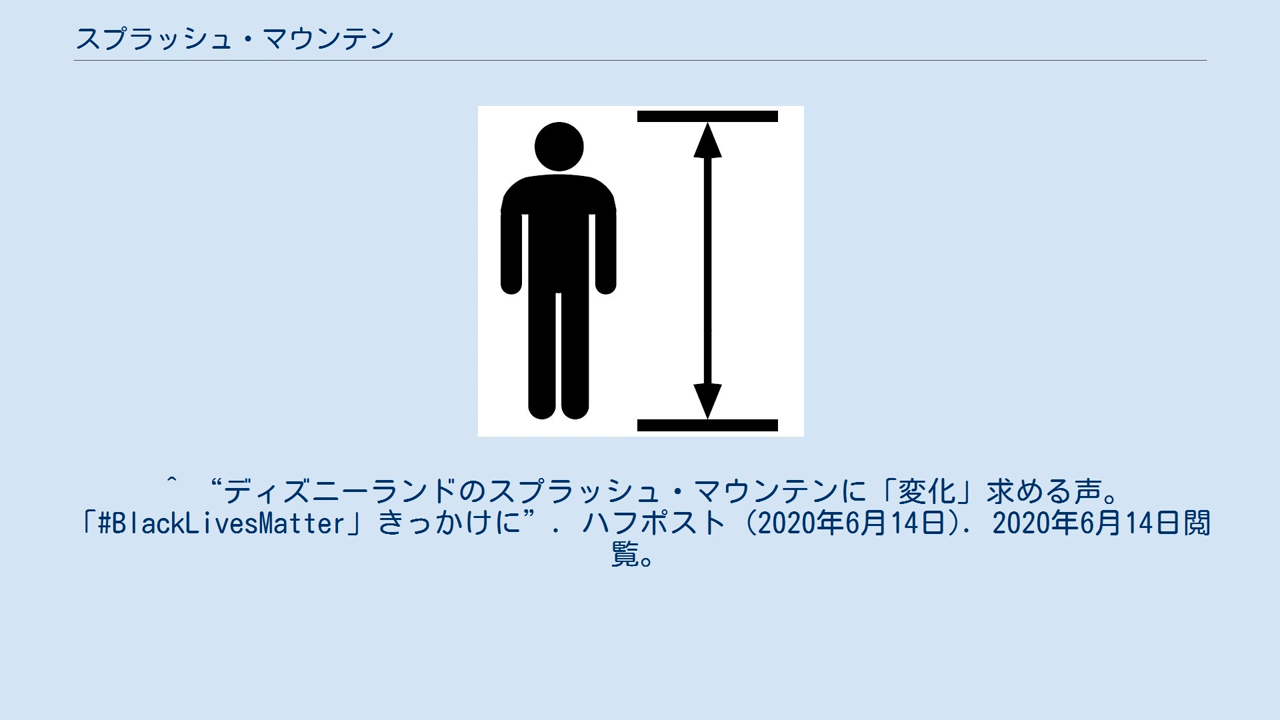 スプラッシュ・マウンテン
^ “ディズニーランドのスプラッシュ・マウンテンに「変化」求める声。
「#BlackLivesMatter」きっかけに”. ハフポスト (2020年6月14日). 2020年6月14日閲
覧。